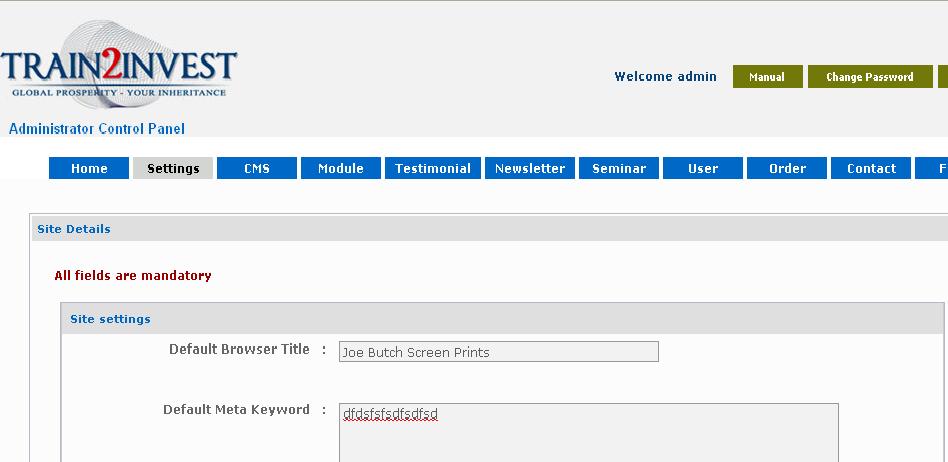 TRAIN2INVEST
GLOBAL PROSPERITY - YOUR INHERITANCE
Welcome admin Manual Change Password
Administrator Control Panel
Home Settings CMS Module Testimonial Newsletter Seminar User Order Contact F
Site Details
All fields are mandatory
Site settings
Default Browser Title : Joe Butch Screen Prints
Default Meta Keyword : dfdsfsfsdfsdfsd